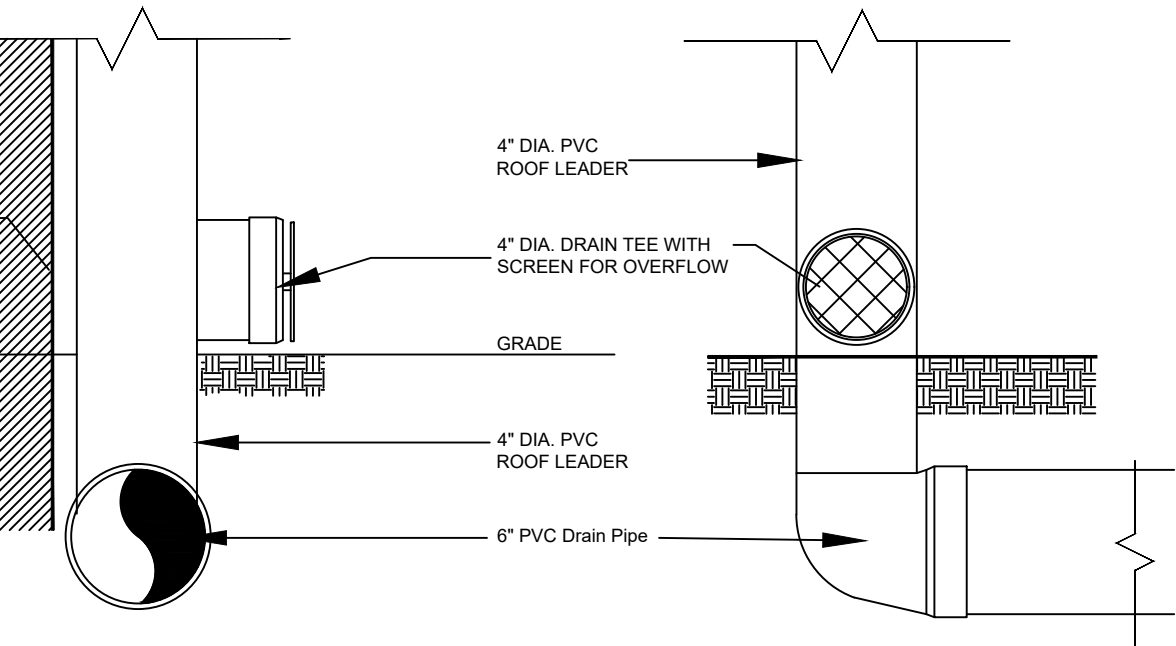 4" DIA. PVC
ROOF LEADER
4" DIA. DRAIN TEE WITH
SCREEN FOR OVERFLOW
GRADE
4" DIA. PVC
ROOF LEADER
6" PVC Drain Pipe